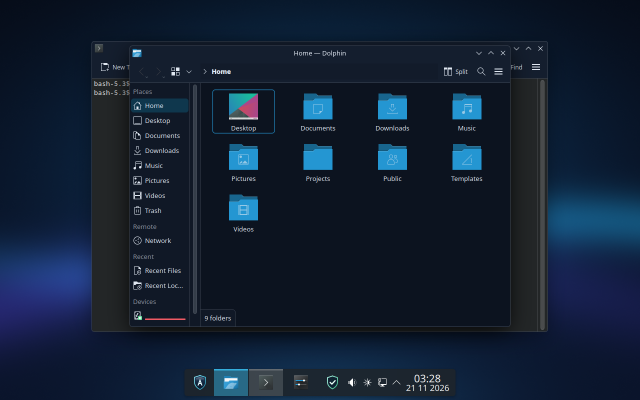 Home — Dolphin
New T
Find
Home
Split
bash-5.3$
bash-5.3$
Places
Home
Desktop
Documents
Downloads
Music
Pictures
Videos
Trash
Remote
Network
Recent
Recent Files
Recent Loc...
Devices
Desktop
Documents
Downloads
Music
Pictures
Projects
Public
Templates
Videos
9 folders
03:28
21 11 2026